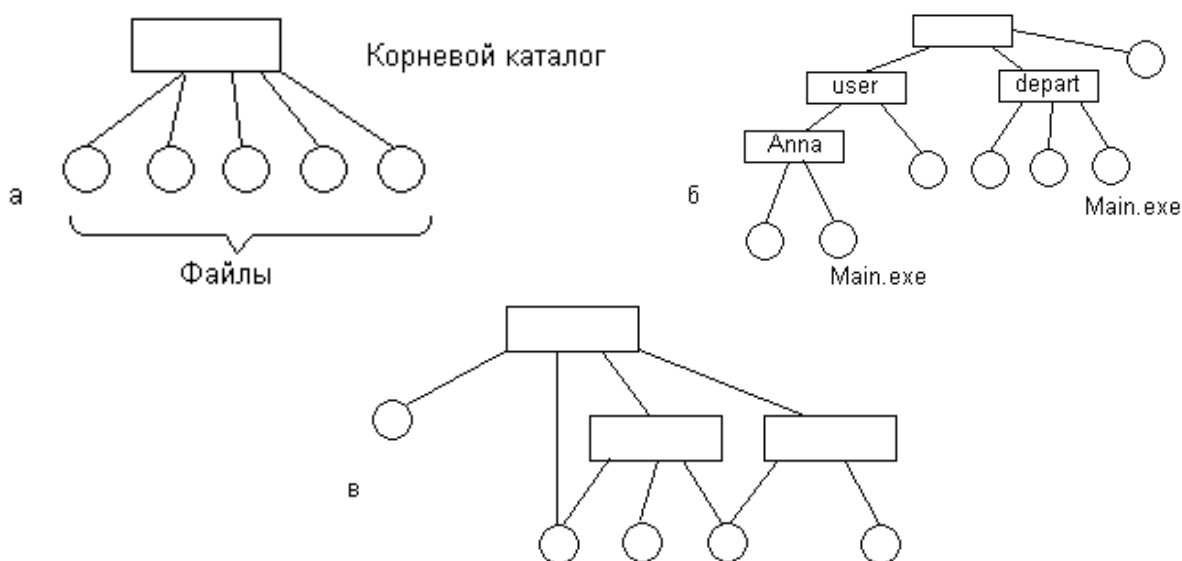 Корневой каталог
а
Файлы
user
depart
Anna
б
Main.exe
Main.exe
в